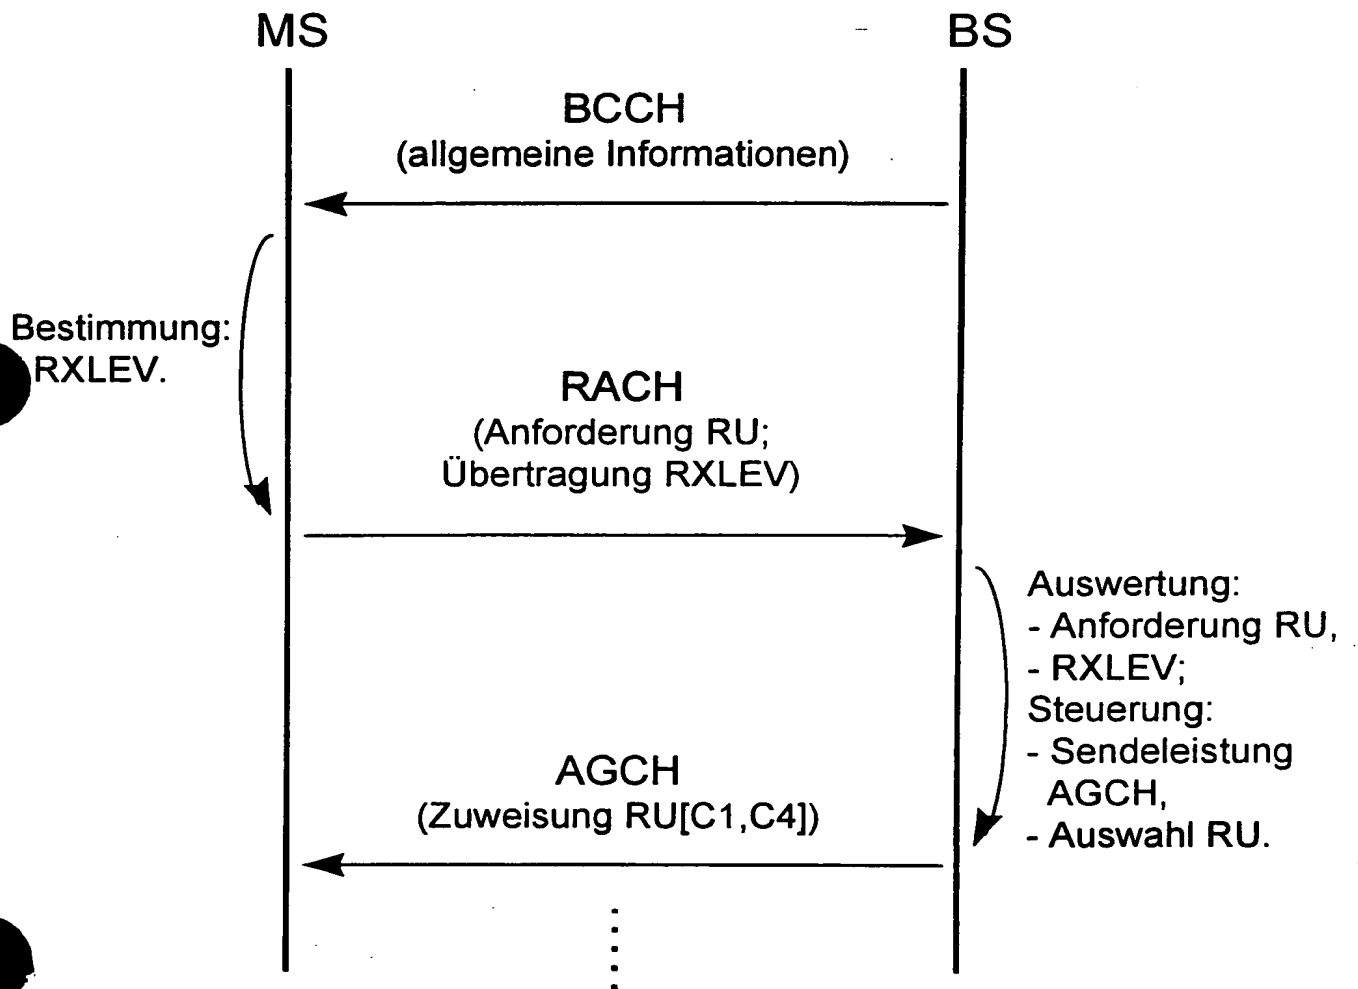 MS
BS
BCCH
(allgemeine Informationen)
Bestimmung:
RXLEV.
RACH
(Anforderung RU;
Übertragung RXLEV)
Auswertung:
- Anforderung RU,
- RXLEV;
Steuerung:
- Sendeleistung
AGCH,
- Auswahl RU.
AGCH
(Zuweisung RU[C1,C4])